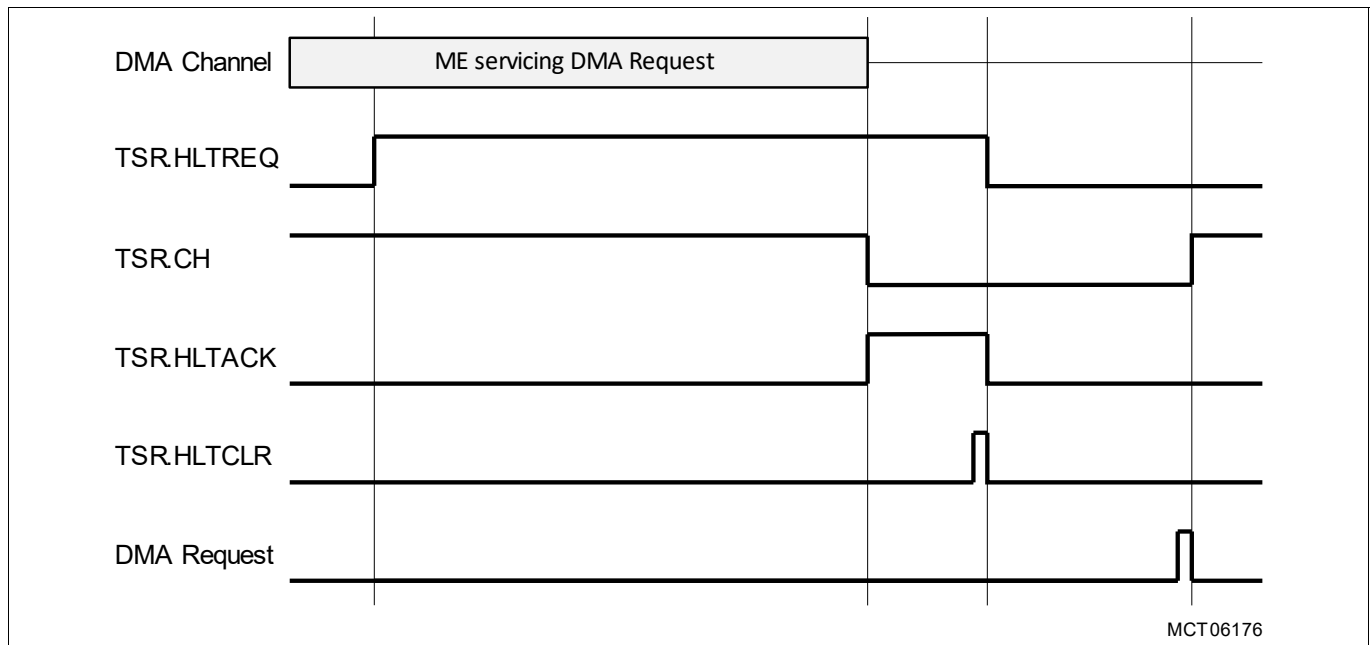 DMA Channel
ME servicing DMA Request
TSR.HLTREQ
TSR.CH
TSR.HLTACK
TSR.HLTCLR
DMA Request
MCT06176